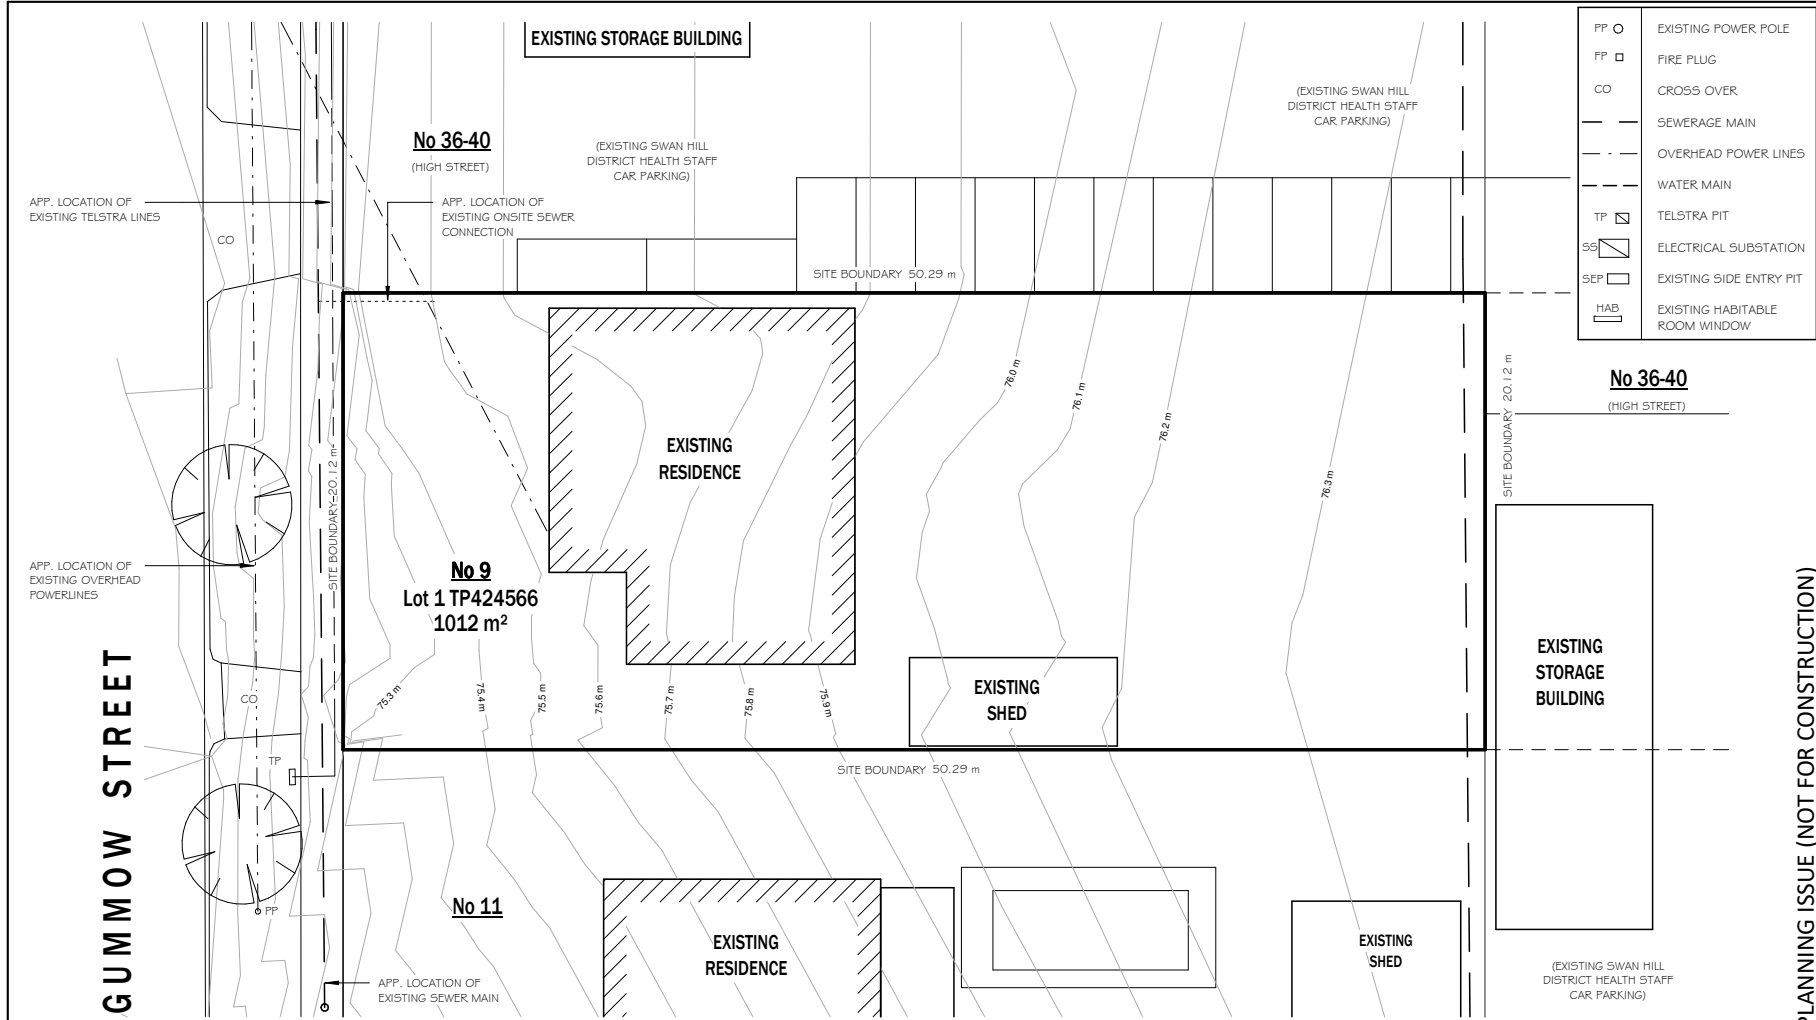 EXISTING STORAGE BUILDING
No 36-40
(HIGH STREET)
(EXISTING SWAN HILL
DISTRICT HEALTH STAFF
CAR PARKING)
(EXISTING SWAN HILL
DISTRICT HEALTH STAFF
CAR PARKING)
PP
EXISTING POWER POLE
FP
FIRE PLUG
CO
CROSS OVER
SEWERAGE MAIN
OVERHEAD POWER LINES
WATER MAIN
TP
TELSTRA PIT
SS
ELECTRICAL SUBSTATION
SEP
EXISTING SIDE ENTRY PIT
HAB
EXISTING HABITABLE
ROOM WINDOW
APP. LOCATION OF
EXISTING TELSTRA LINES
APP. LOCATION OF
EXISTING ONSITE SEWER
CONNECTION
CO
SITE BOUNDARY 50.29 m
SITE BOUNDARY 20.12 m
No 36-40
(HIGH STREET)
EXISTING
RESIDENCE
76.0 m
76.1 m
76.2 m
76.3 m
SITE BOUNDARY 20.12 m
APP. LOCATION OF
EXISTING OVERHEAD
POWERLINES
No 9
Lot 1 TP424566
1012 m²
GUMMOW STREET
CO
75.3 m
75.4 m
75.5 m
75.6 m
75.7 m
75.8 m
75.9 m
EXISTING
SHED
EXISTING
STORAGE
BUILDING
TP
SITE BOUNDARY 50.29 m
PP
No 11
EXISTING
RESIDENCE
EXISTING
SHED
APP. LOCATION OF
EXISTING SEWER MAIN
(EXISTING SWAN HILL
DISTRICT HEALTH STAFF
CAR PARKING)
PLANNING ISSUE (NOT FOR CONSTRUCTION)